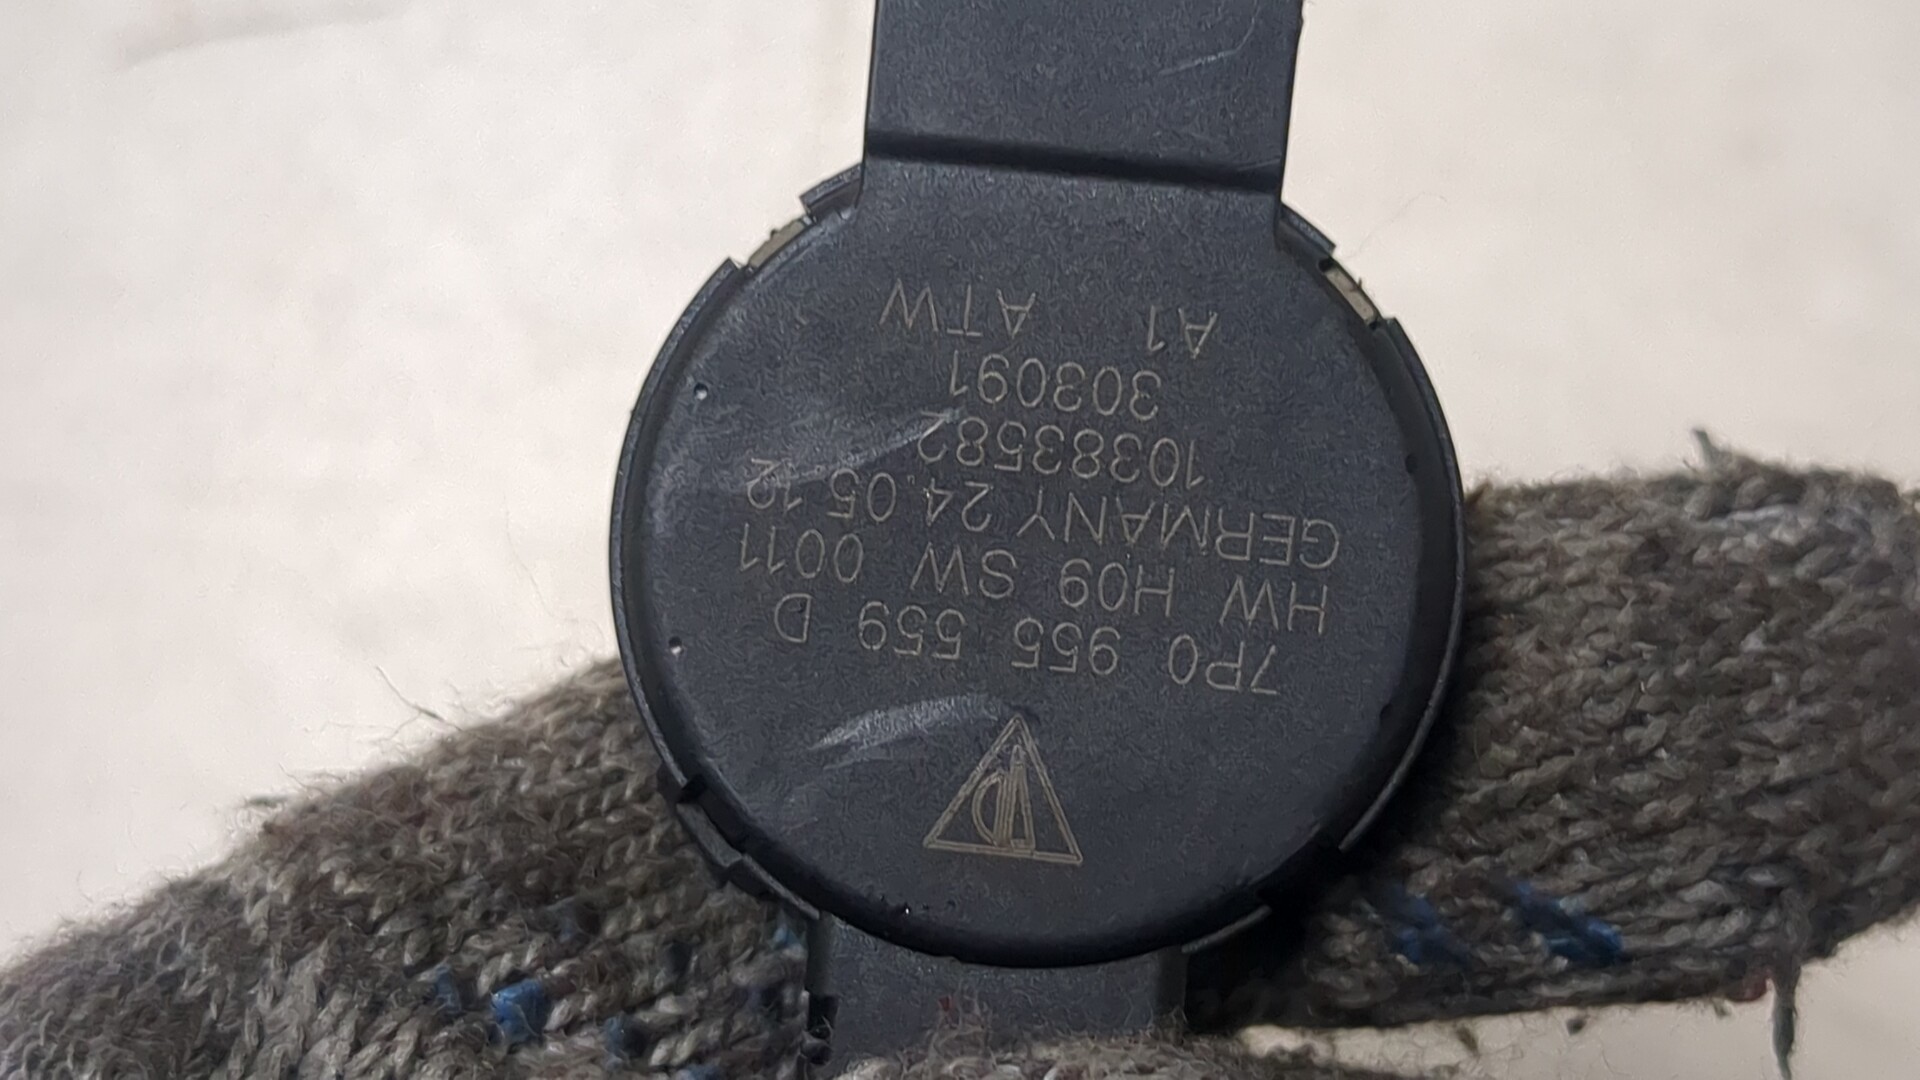 7P0 955 559 D
HW H09 SW 0011
GERMANY 24.05.12
10383582
303091
A1 ATW